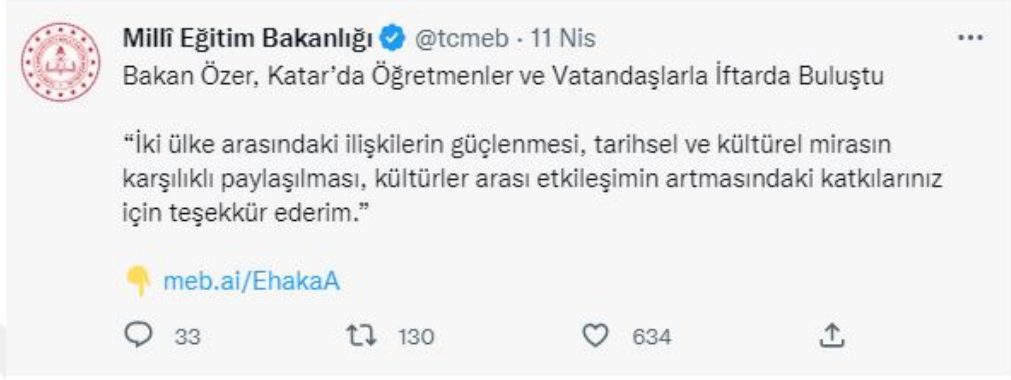 Millî Eğitim Bakanlığı @tcmeb · 11 Nis
Bakan Özer, Katar’da Öğretmenler ve Vatandaşlarla İftarda Buluştu
“İki ülke arasındaki ilişkilerin güçlenmesi, tarihsel ve kültürel mirasın
karşılıklı paylaşılması, kültürler arası etkileşimin artmasındaki katkılarınız
için teşekkür ederim.”
meb.ai/EhakaA
33 130 634